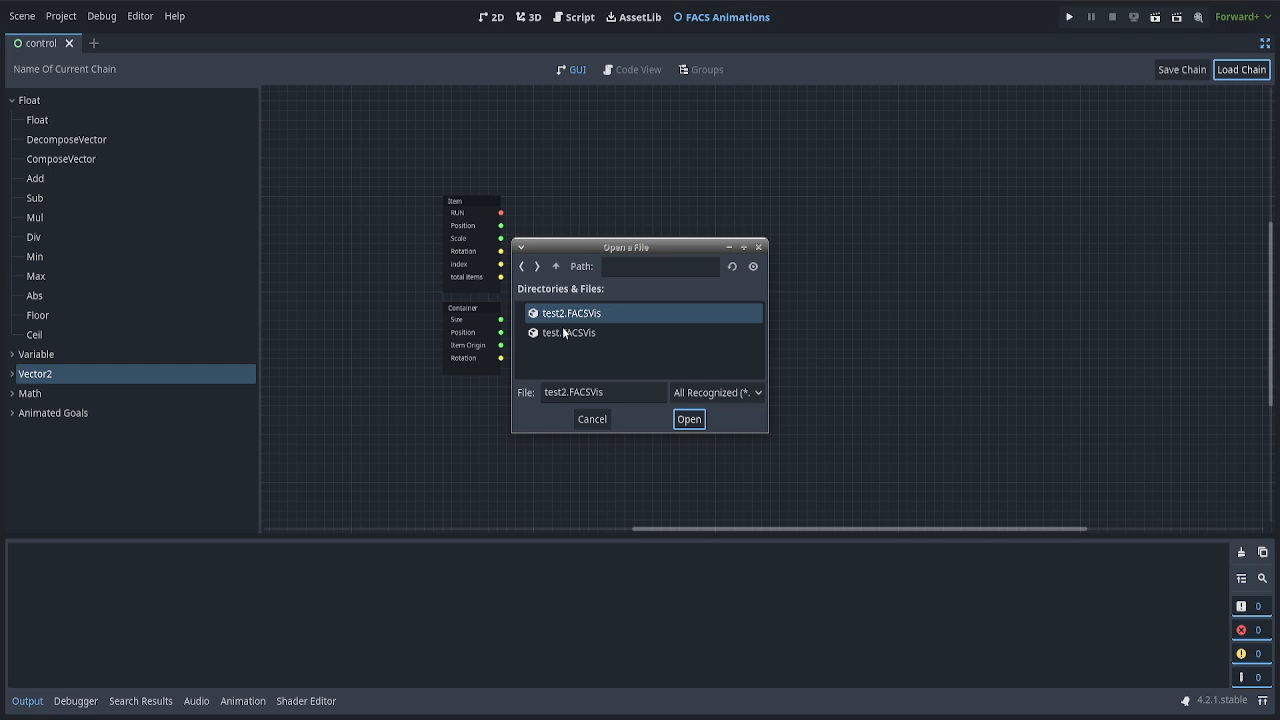 Scene Project Debug Editor Help
2D 3D Script AssetLib FACS Animations
Forward+
control
Name Of Current Chain
GUI Code View Groups
Save Chain Load Chain
Float
Float
DecomposeVector
ComposeVector
Add
Sub
Mul
Div
Min
Max
Abs
Floor
Ceil
Variable
Vector2
Math
Animated Goals
Item
RUN
Position
Scale
Rotation
index
total items
Container
Size
Position
Item Origin
Rotation
Open a File
Path:
Directories & Files:
test2.FACSVis
test.FACSVis
File: test2.FACSVis All Recognized (*.
Cancel Open
0
0
0
0
Output Debugger Search Results Audio Animation Shader Editor
4.2.1.stable